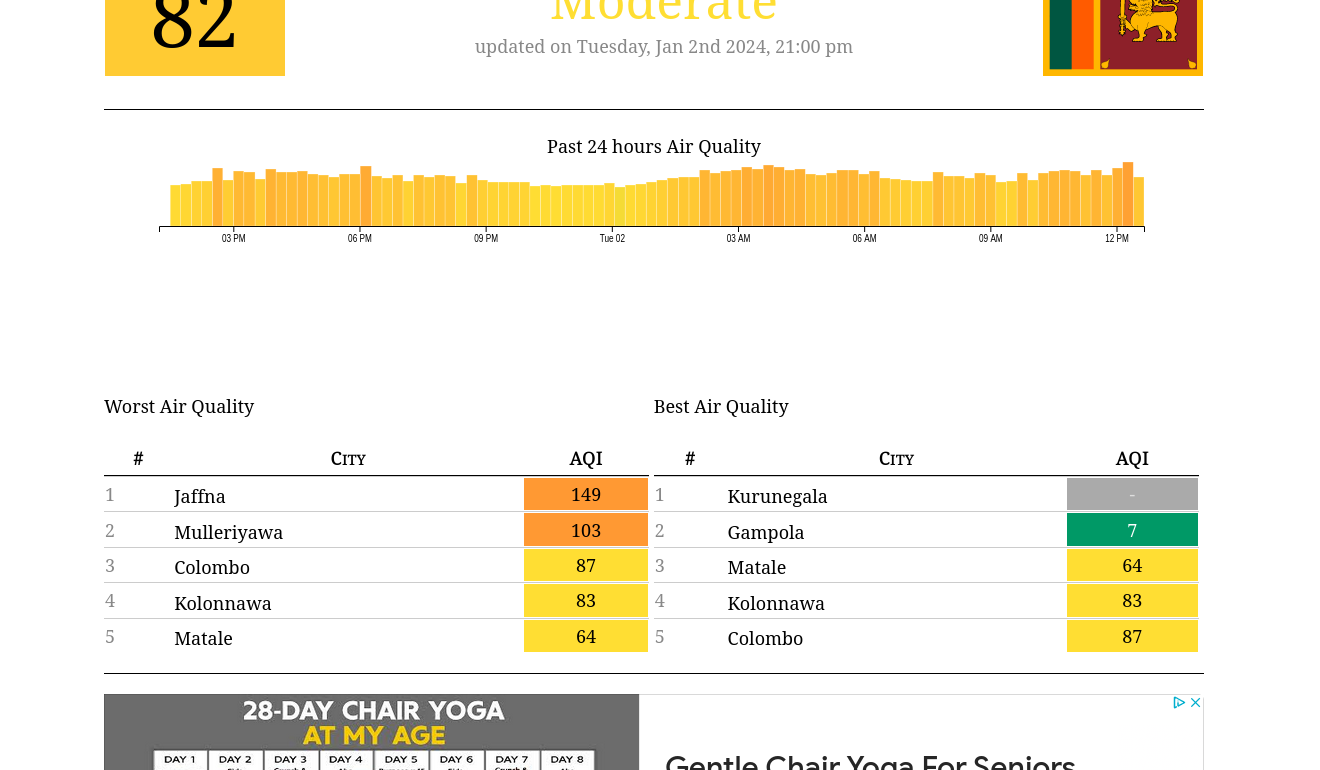 82
Moderate
updated on Tuesday, Jan 2nd 2024, 21:00 pm
Past 24 hours Air Quality
03 PM 06 PM 09 PM Tue 02 03 AM 06 AM 09 AM 12 PM
Worst Air Quality
# City AQI
1 Jaffna 149
2 Mulleriyawa 103
3 Colombo 87
4 Kolonnawa 83
5 Matale 64
Best Air Quality
# City AQI
1 Kurunegala -
2 Gampola 7
3 Matale 64
4 Kolonnawa 83
5 Colombo 87
28-DAY CHAIR YOGA
AT MY AGE
DAY 1 DAY 2 DAY 3 DAY 4 DAY 5 DAY 6 DAY 7 DAY 8
Gentle Chair Yoga For Seniors